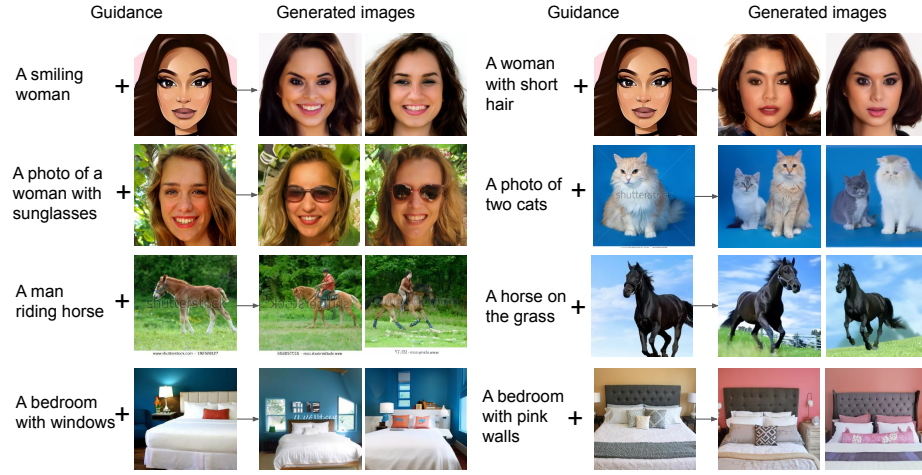 Guidance
Generated images
Guidance
Generated images
A smiling
woman
+
A woman
with short
hair
+
A photo of a
woman with
sunglasses
+
A photo of
two cats
+
shutterstock
A man
riding horse
+
A horse on
the grass
+
A bedroom
with windows
+
A bedroom
with pink
walls
+